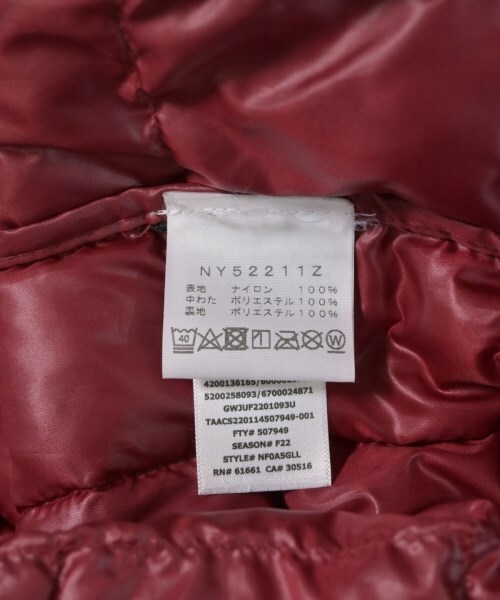 NY52211Z
表地 ナイロン 100%
中わた ポリエステル 100%
裏地 ポリエステル 100%
40
W
5200258093/6700024871
GWJUF2201093U
TAACS220114507949-001
FTY# 507949
SEASON# F22
STYLE# NF0A5GLL
RN# 61661 CA# 30516